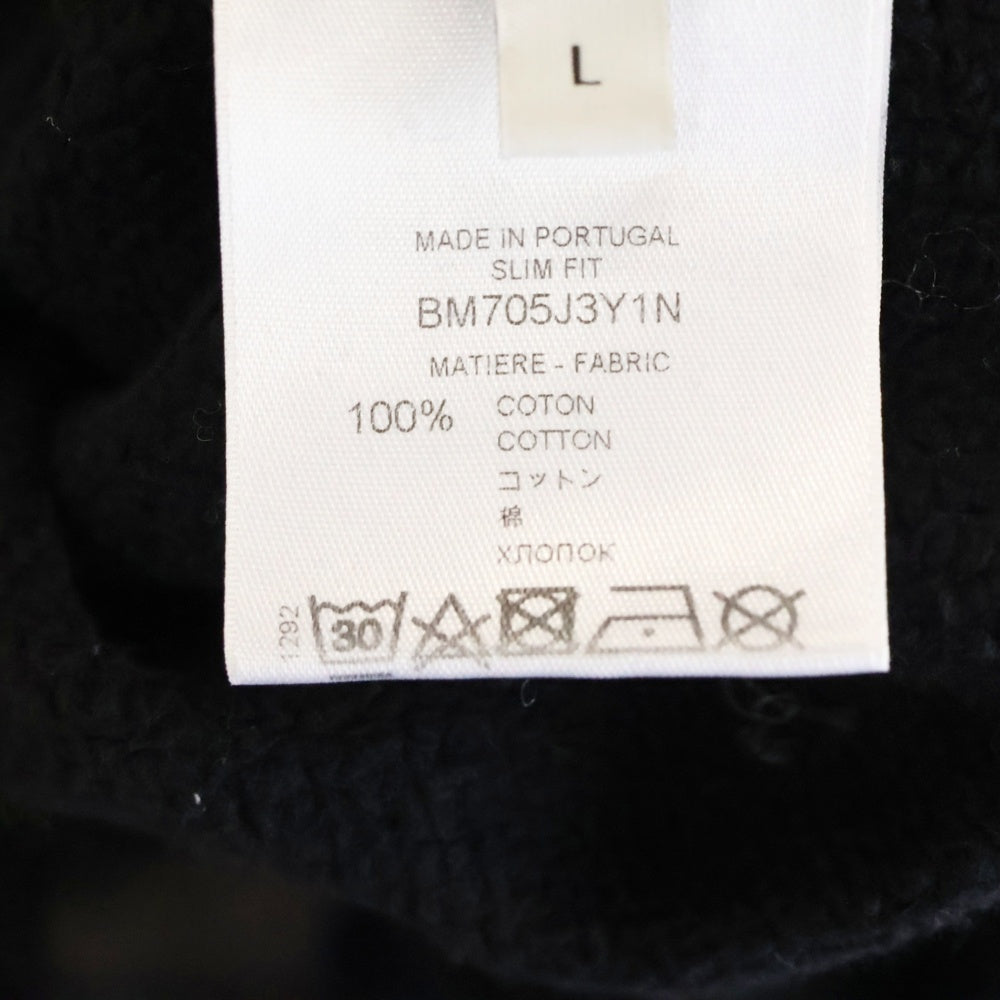 L
MADE IN PORTUGAL
SLIM FIT
BM705J3Y1N
MATIERE - FABRIC
100% COTON
COTTON
コットン
棉
ХЛОПОК
1292
30